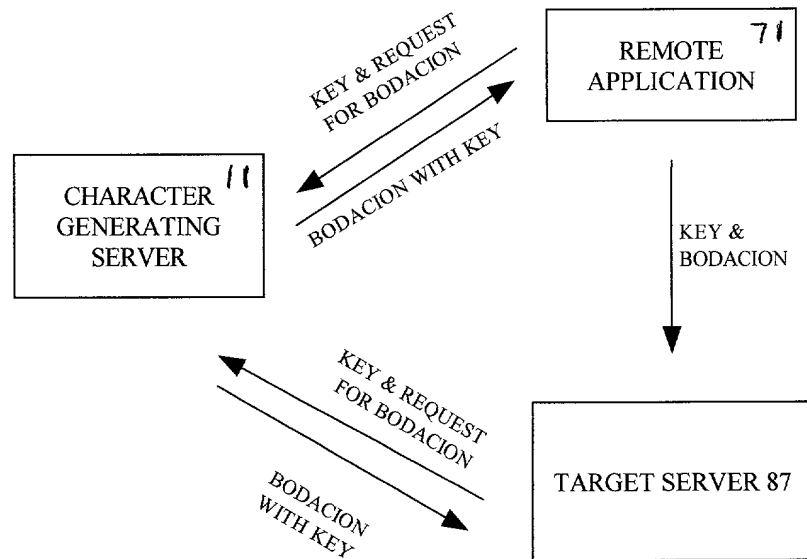 KEY & REQUEST
FOR BODACION
BODACION WITH KEY
REMOTE 71
APPLICATION
CHARACTER 11
GENERATING
SERVER
KEY &
BODACION
KEY & REQUEST
FOR BODACION
BODACION
WITH KEY
TARGET SERVER 87